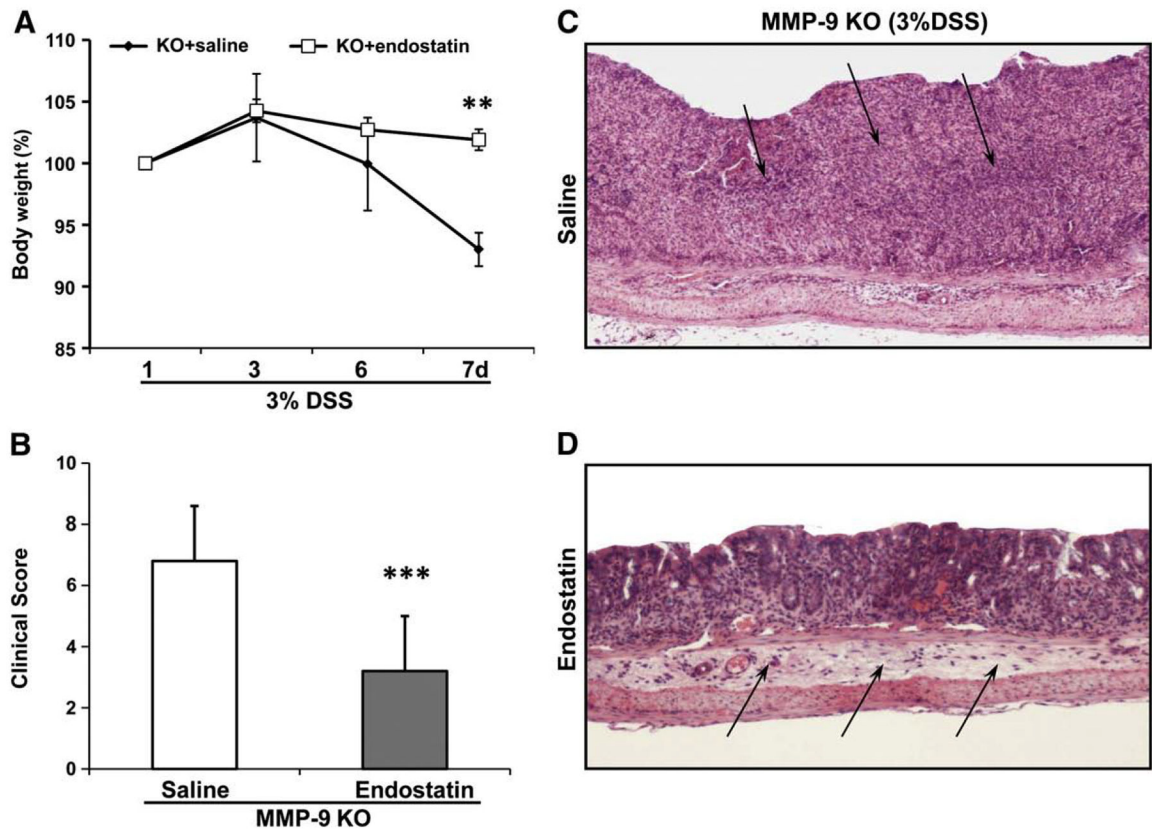 A
110
105
100
95
90
85
Body weight (%)
KO+saline
KO+endostatin
**
1 3 6 7d
3% DSS
B
10
8
6
4
2
0
Clinical Score
***
Saline Endostatin
MMP-9 KO
C
MMP-9 KO (3%DSS)
Saline
D
Endostatin